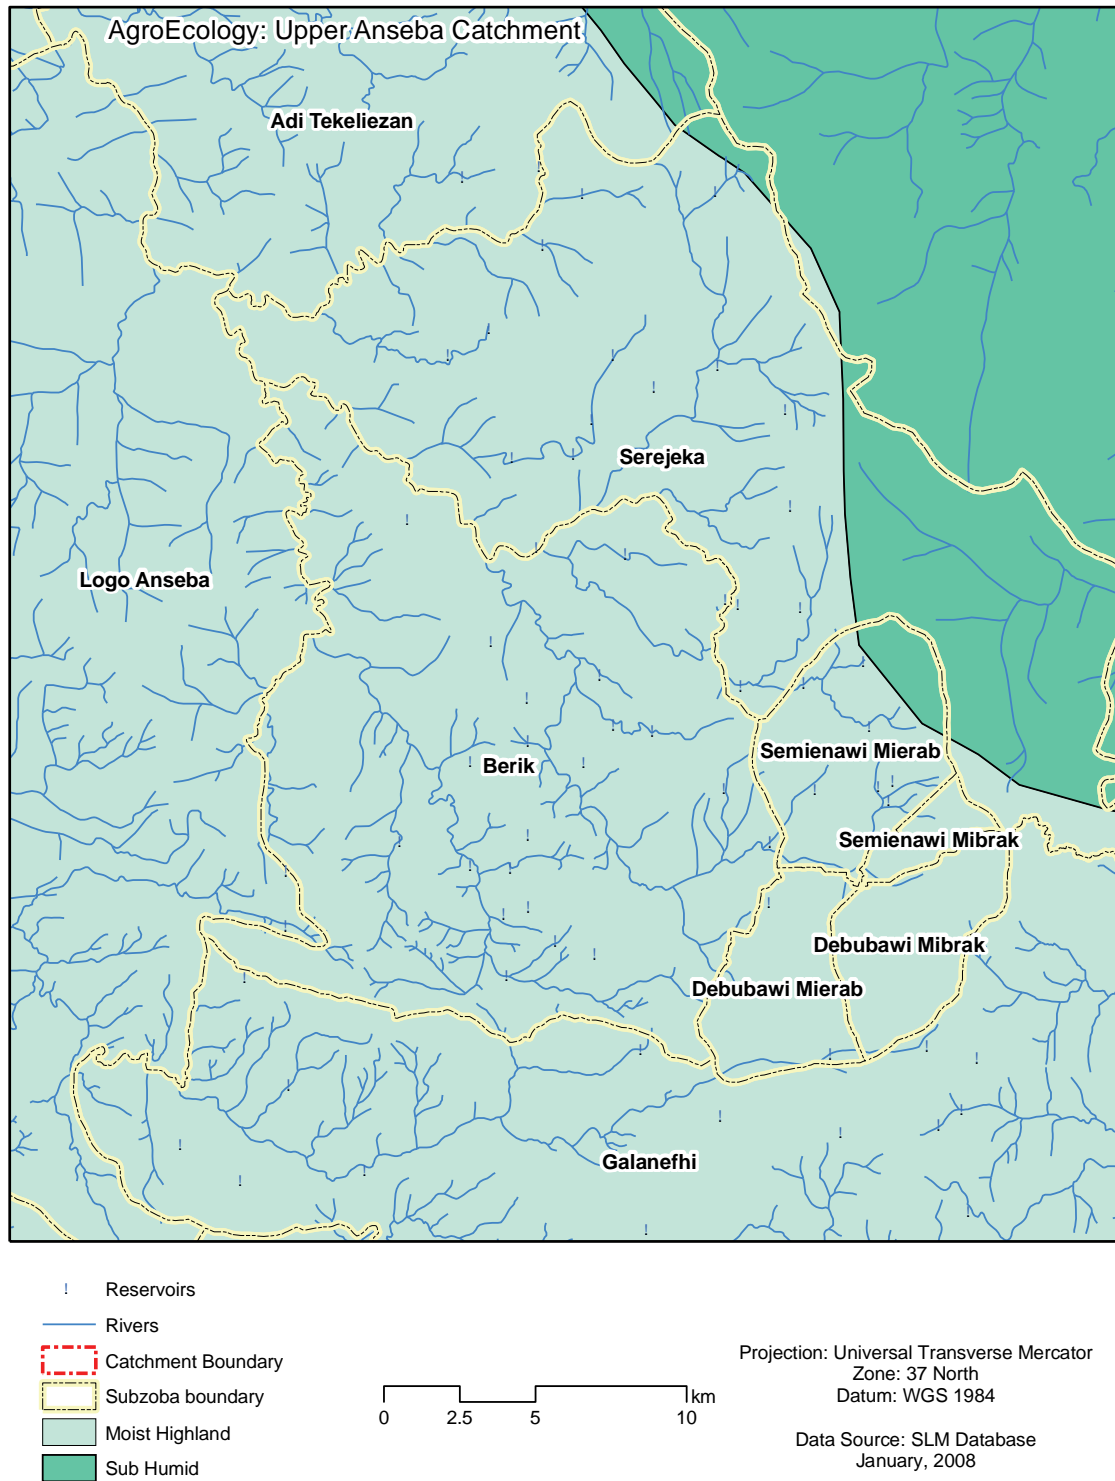 AgroEcology: Upper Anseba Catchment
Adi Tekeliezan
Serejeka
Logo Anseba
Semienawi Mierab
Berik
Semienawi Mibrak
Debubawi Mibrak
Debubawi Mierab
Galanefhi
! Reservoirs
Rivers
Catchment Boundary
Subzoba boundary
Moist Highland
Sub Humid
km
0 2.5 5 10
Projection: Universal Transverse Mercator
Zone: 37 North
Datum: WGS 1984
Data Source: SLM Database
January, 2008